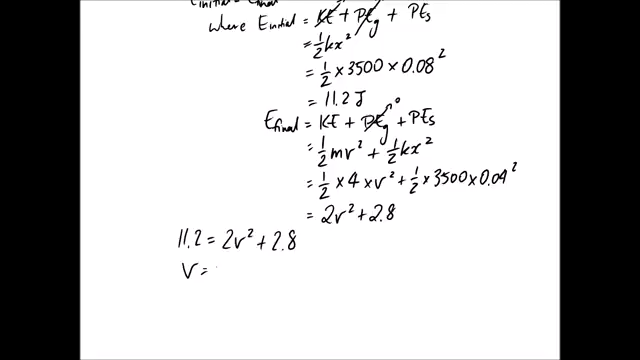 where Einitial = KE + PEg + PEs
= 1/2 kx²
= 1/2 × 3500 × 0.08²
= 11.2 J
Efinal = KE + PEg⁰ + PEs
= 1/2 mv² + 1/2 kx²
= 1/2 × 4 × v² + 1/2 × 3500 × 0.04²
= 2v² + 2.8
11.2 = 2v² + 2.8
V =